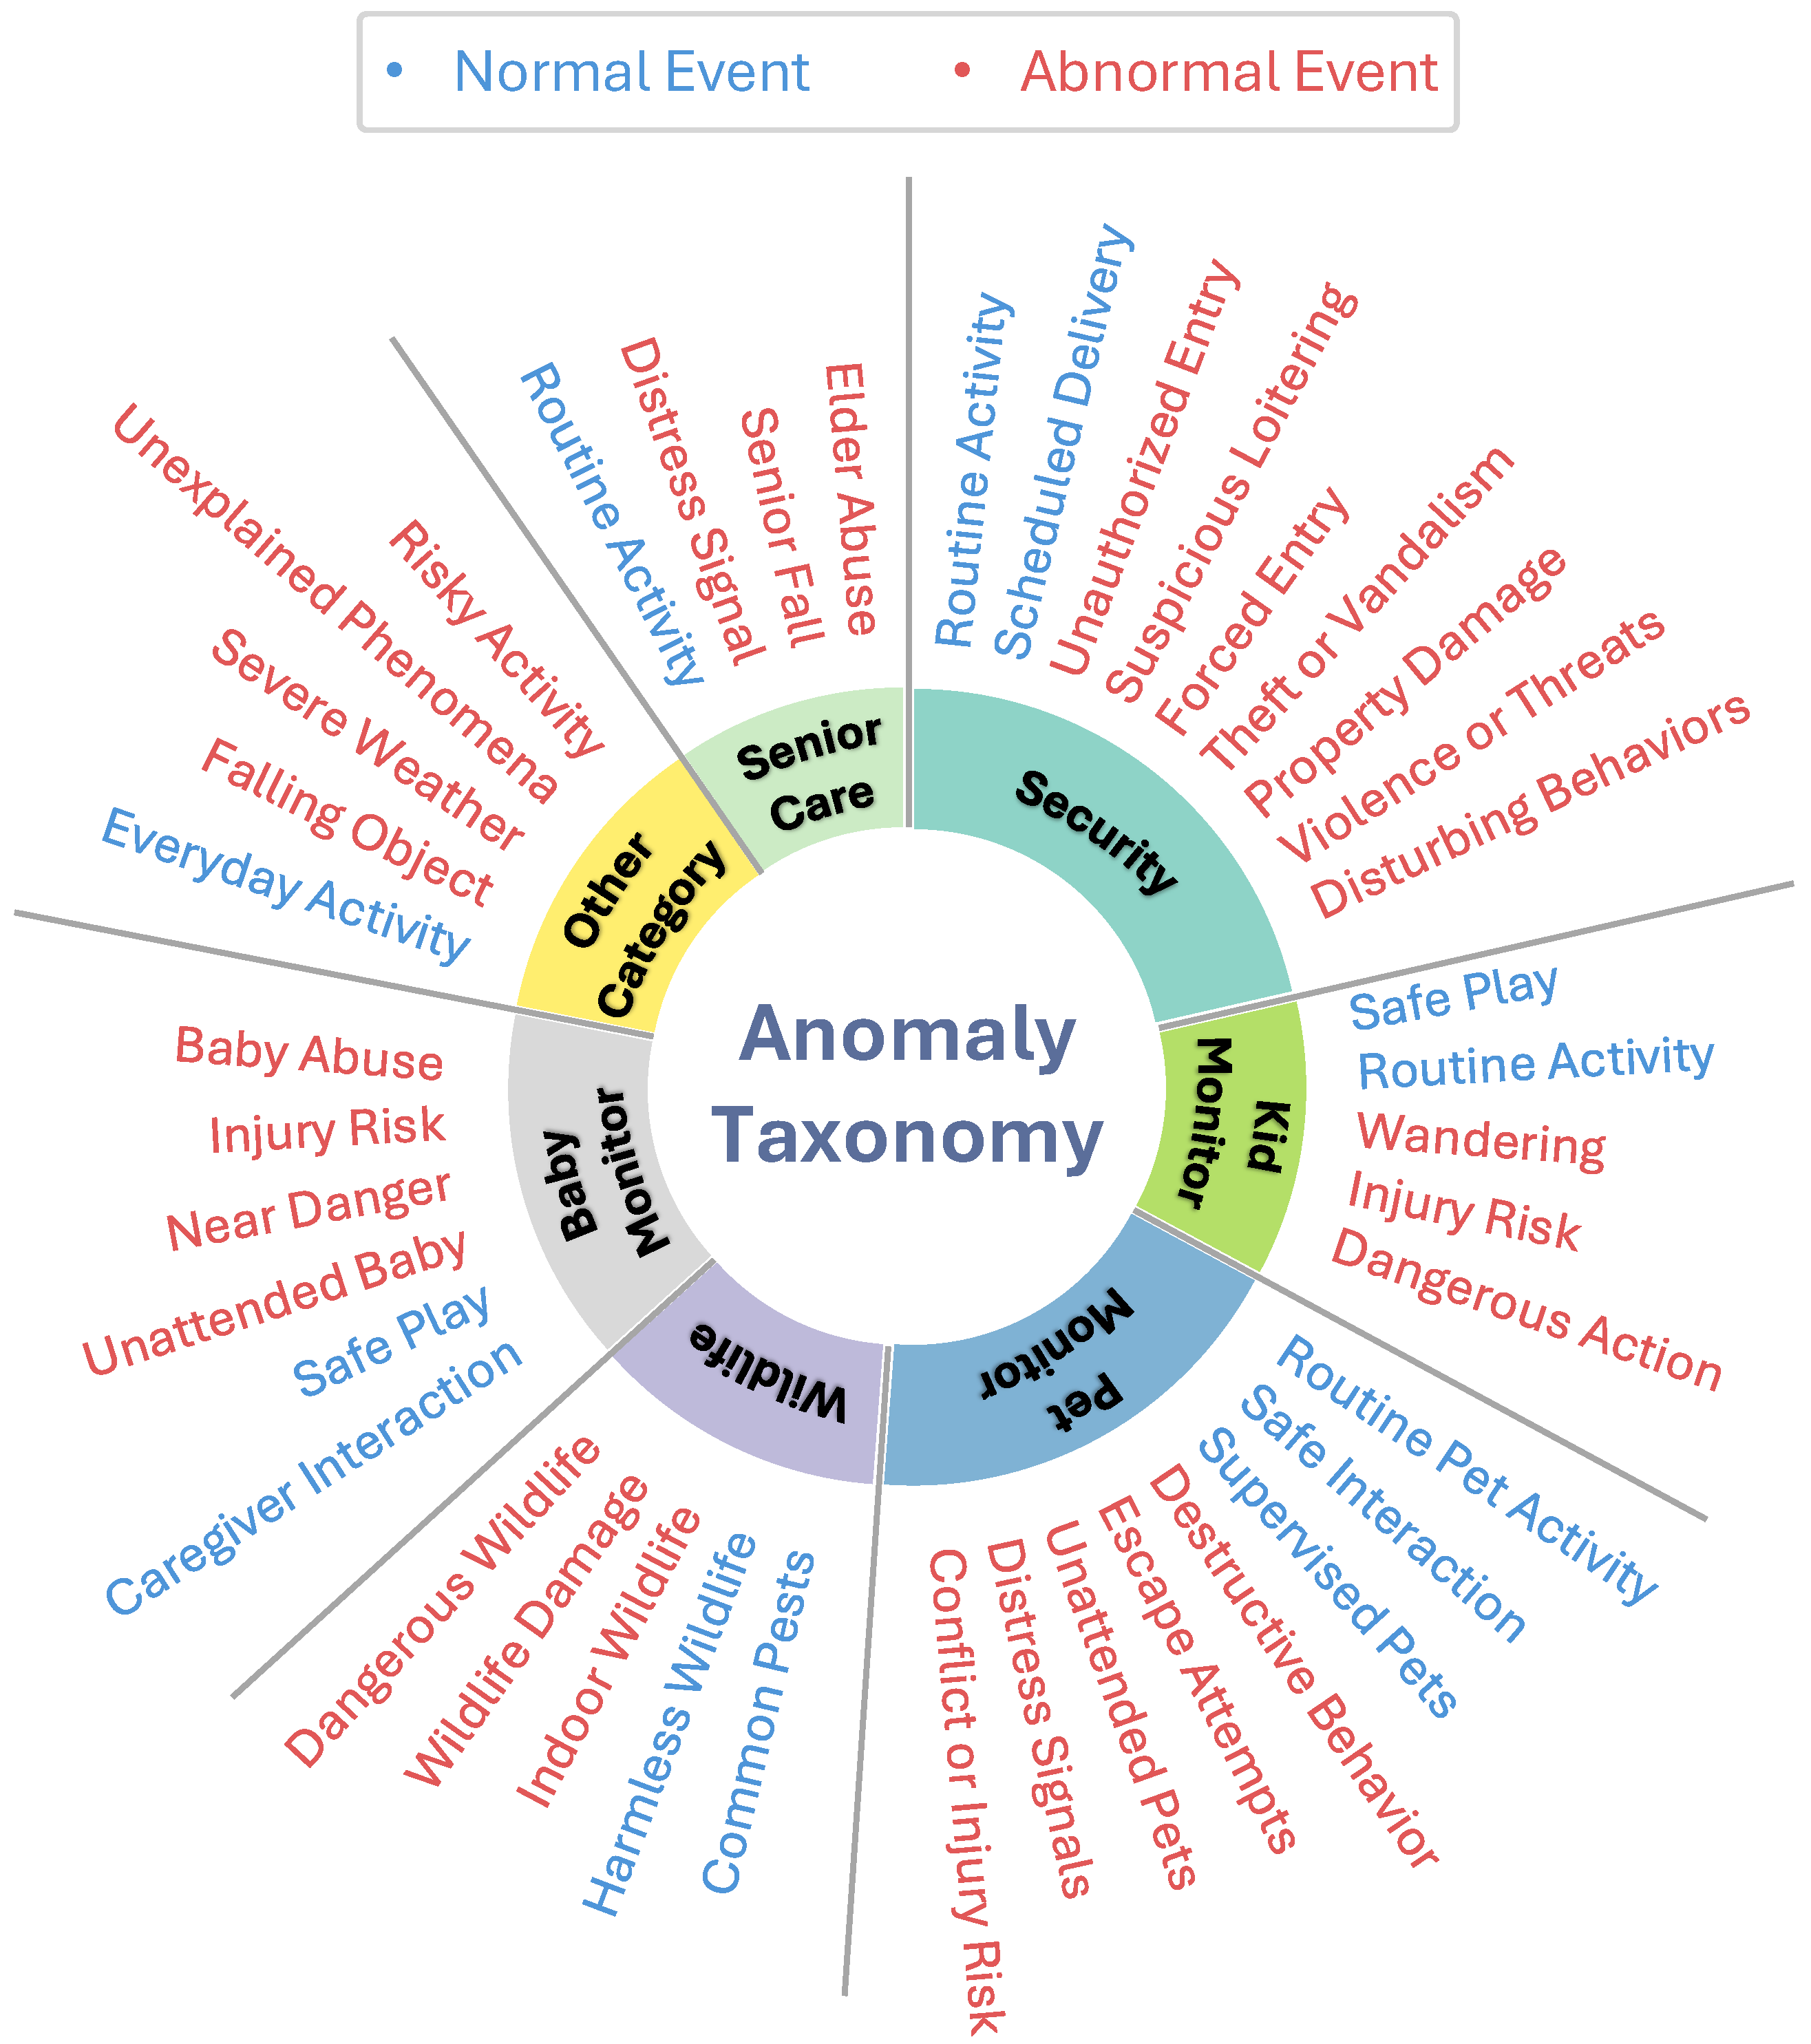 Normal Event
Abnormal Event
Anomaly
Taxonomy
Security
Routine Activity
Scheduled Delivery
Unauthorized Entry
Suspicious Loitering
Forced Entry
Theft or Vandalism
Property Damage
Violence or Threats
Disturbing Behaviors
Kid
Monitor
Safe Play
Routine Activity
Wandering
Injury Risk
Dangerous Action
Pet
Monitor
Routine Pet Activity
Safe Interaction
Supervised Pets
Destructive Behavior
Escape Attempts
Unattended Pets
Distress Signals
Conflict or Injury Risk
Wildlife
Common Pests
Harmless Wildlife
Indoor Wildlife
Wildlife Damage
Dangerous Wildlife
Baby
Monitor
Caregiver Interaction
Safe Play
Unattended Baby
Near Danger
Injury Risk
Baby Abuse
Other
Category
Everyday Activity
Falling Object
Severe Weather
Unexplained Phenomena
Risky Activity
Senior
Care
Routine Activity
Distress Signal
Senior Fall
Elder Abuse